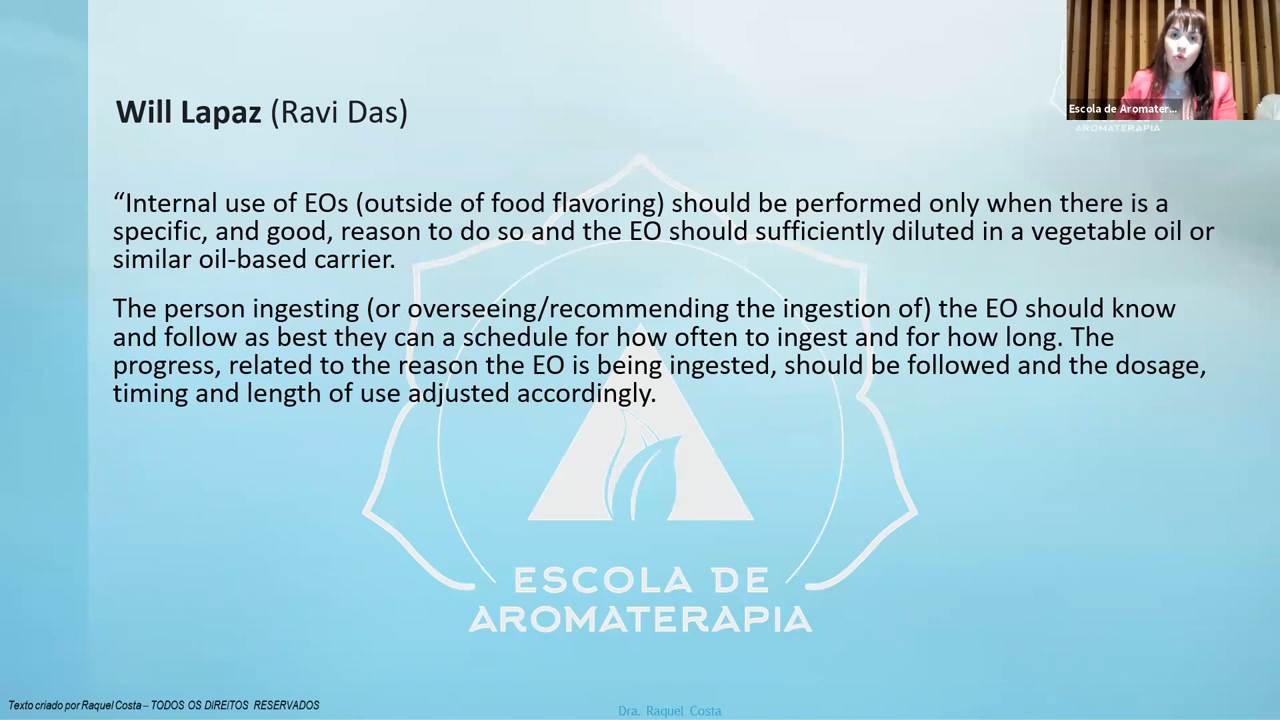 Will Lapaz (Ravi Das)
Escola de Aromater...
AROMATERAPIA
“Internal use of EOs (outside of food flavoring) should be performed only when there is a
specific, and good, reason to do so and the EO should sufficiently diluted in a vegetable oil or
similar oil-based carrier.
The person ingesting (or overseeing/recommending the ingestion of) the EO should know
and follow as best they can a schedule for how often to ingest and for how long. The
progress, related to the reason the EO is being ingested, should be followed and the dosage,
timing and length of use adjusted accordingly.
ESCOLA DE
AROMATERAPIA
Texto criado por Raquel Costa – TODOS OS DIREITOS RESERVADOS
Dra. Raquel Costa